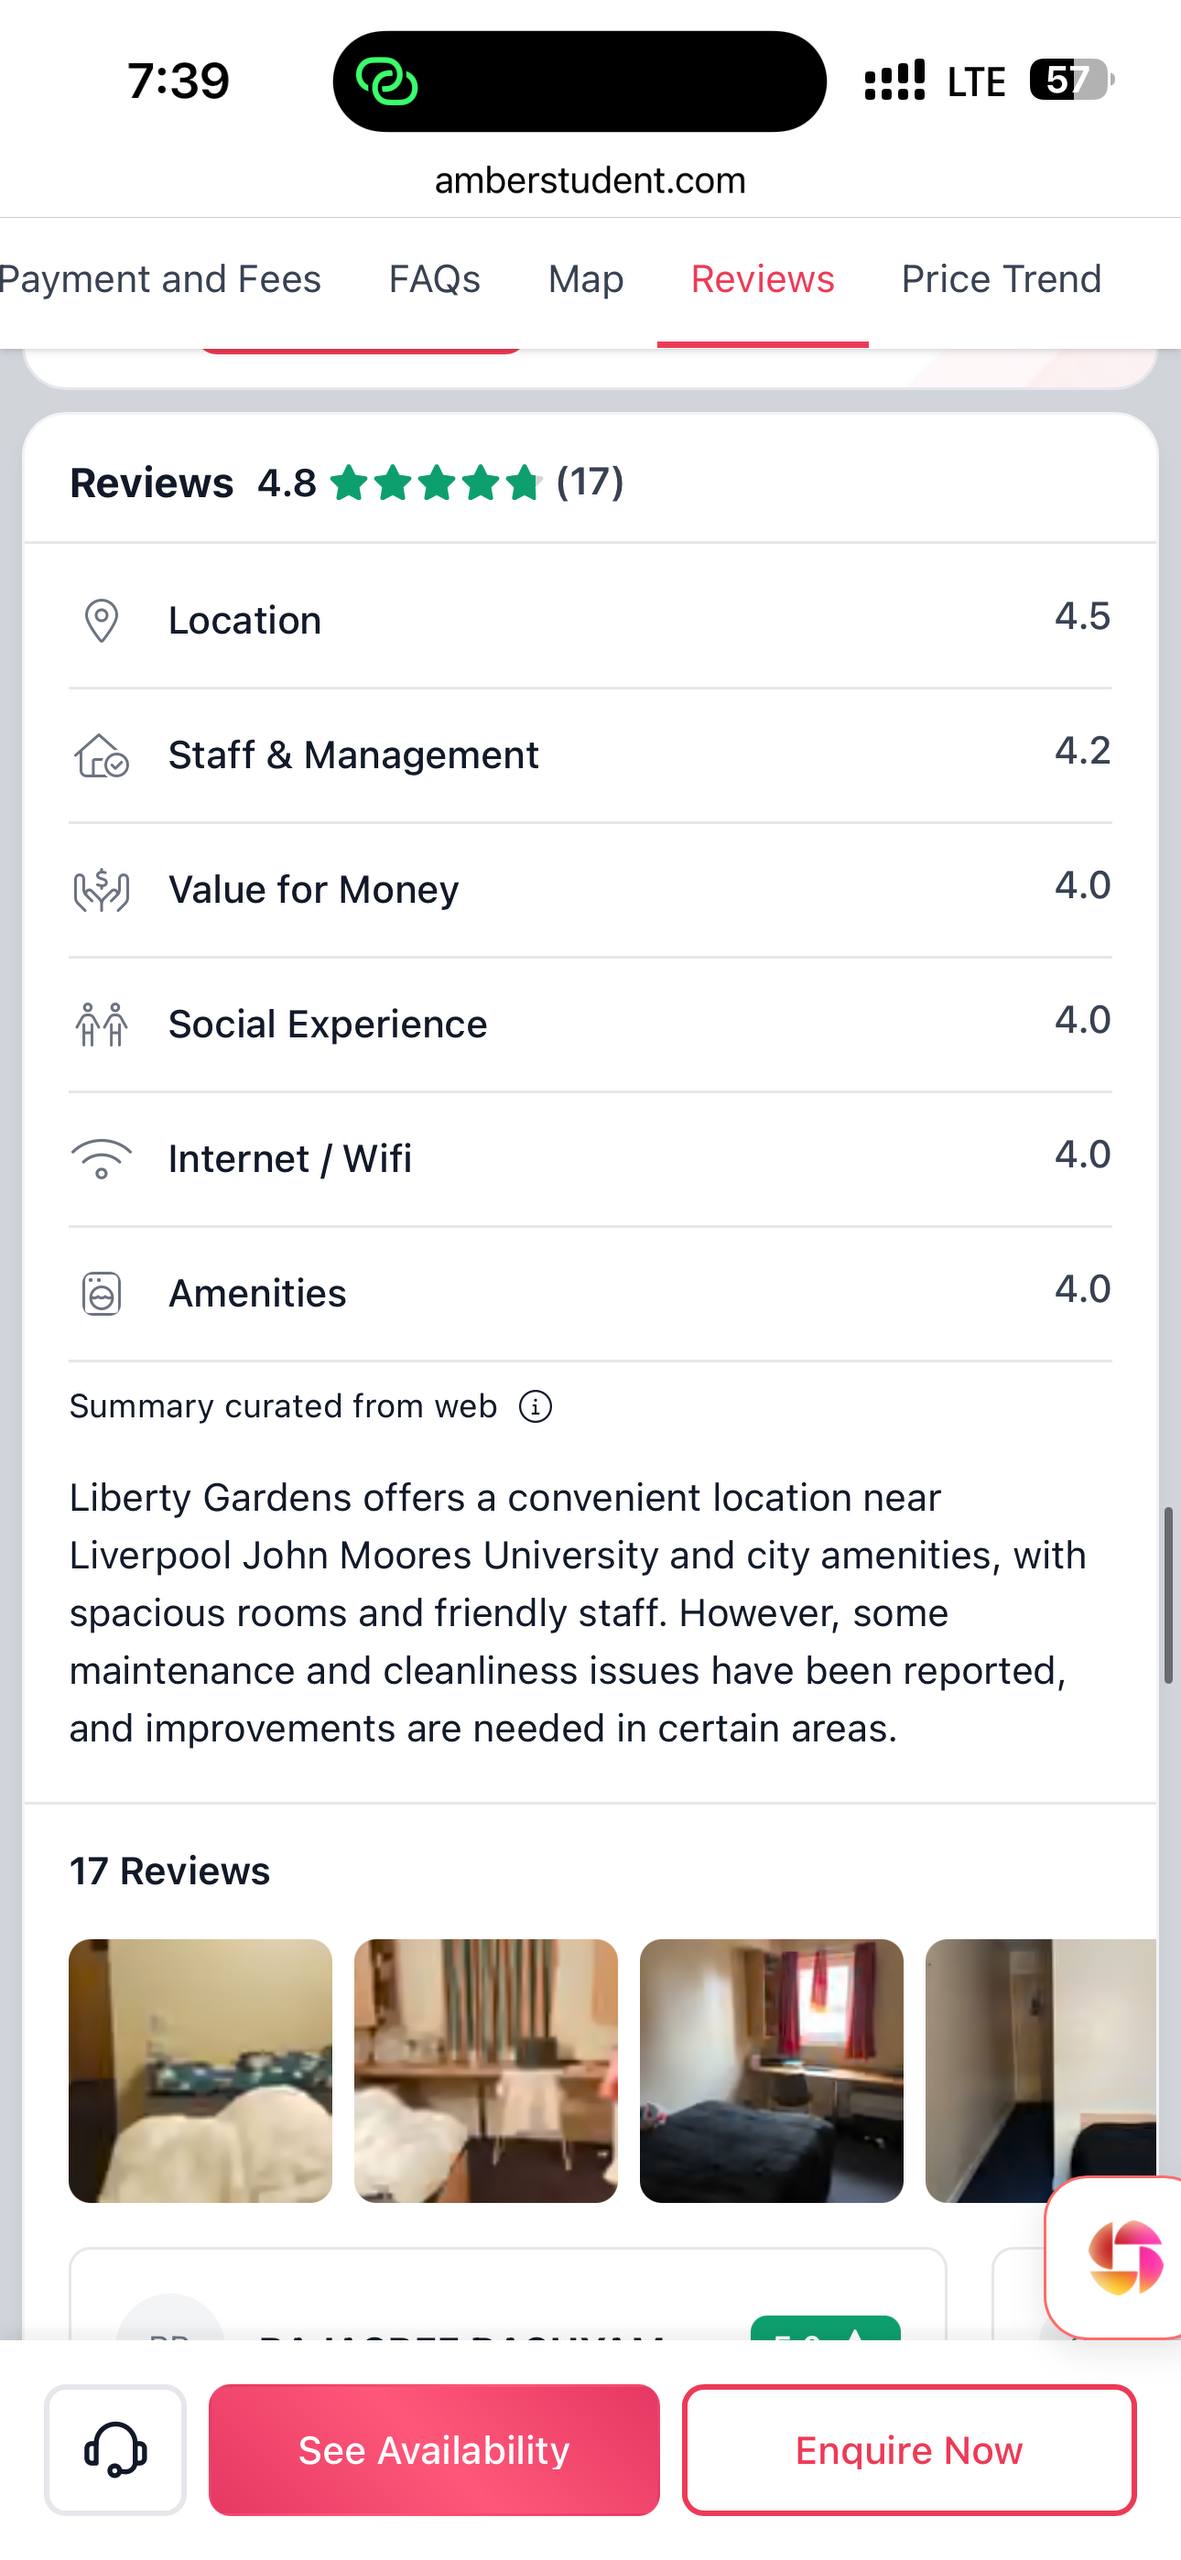 7:39
LTE 57
amberstudent.com
Payment and Fees FAQs Map Reviews Price Trend
Reviews 4.8 (17)
Location 4.5
Staff & Management 4.2
Value for Money 4.0
Social Experience 4.0
Internet / Wifi 4.0
Amenities 4.0
Summary curated from web
Liberty Gardens offers a convenient location near
Liverpool John Moores University and city amenities, with
spacious rooms and friendly staff. However, some
maintenance and cleanliness issues have been reported,
and improvements are needed in certain areas.
17 Reviews
See Availability Enquire Now